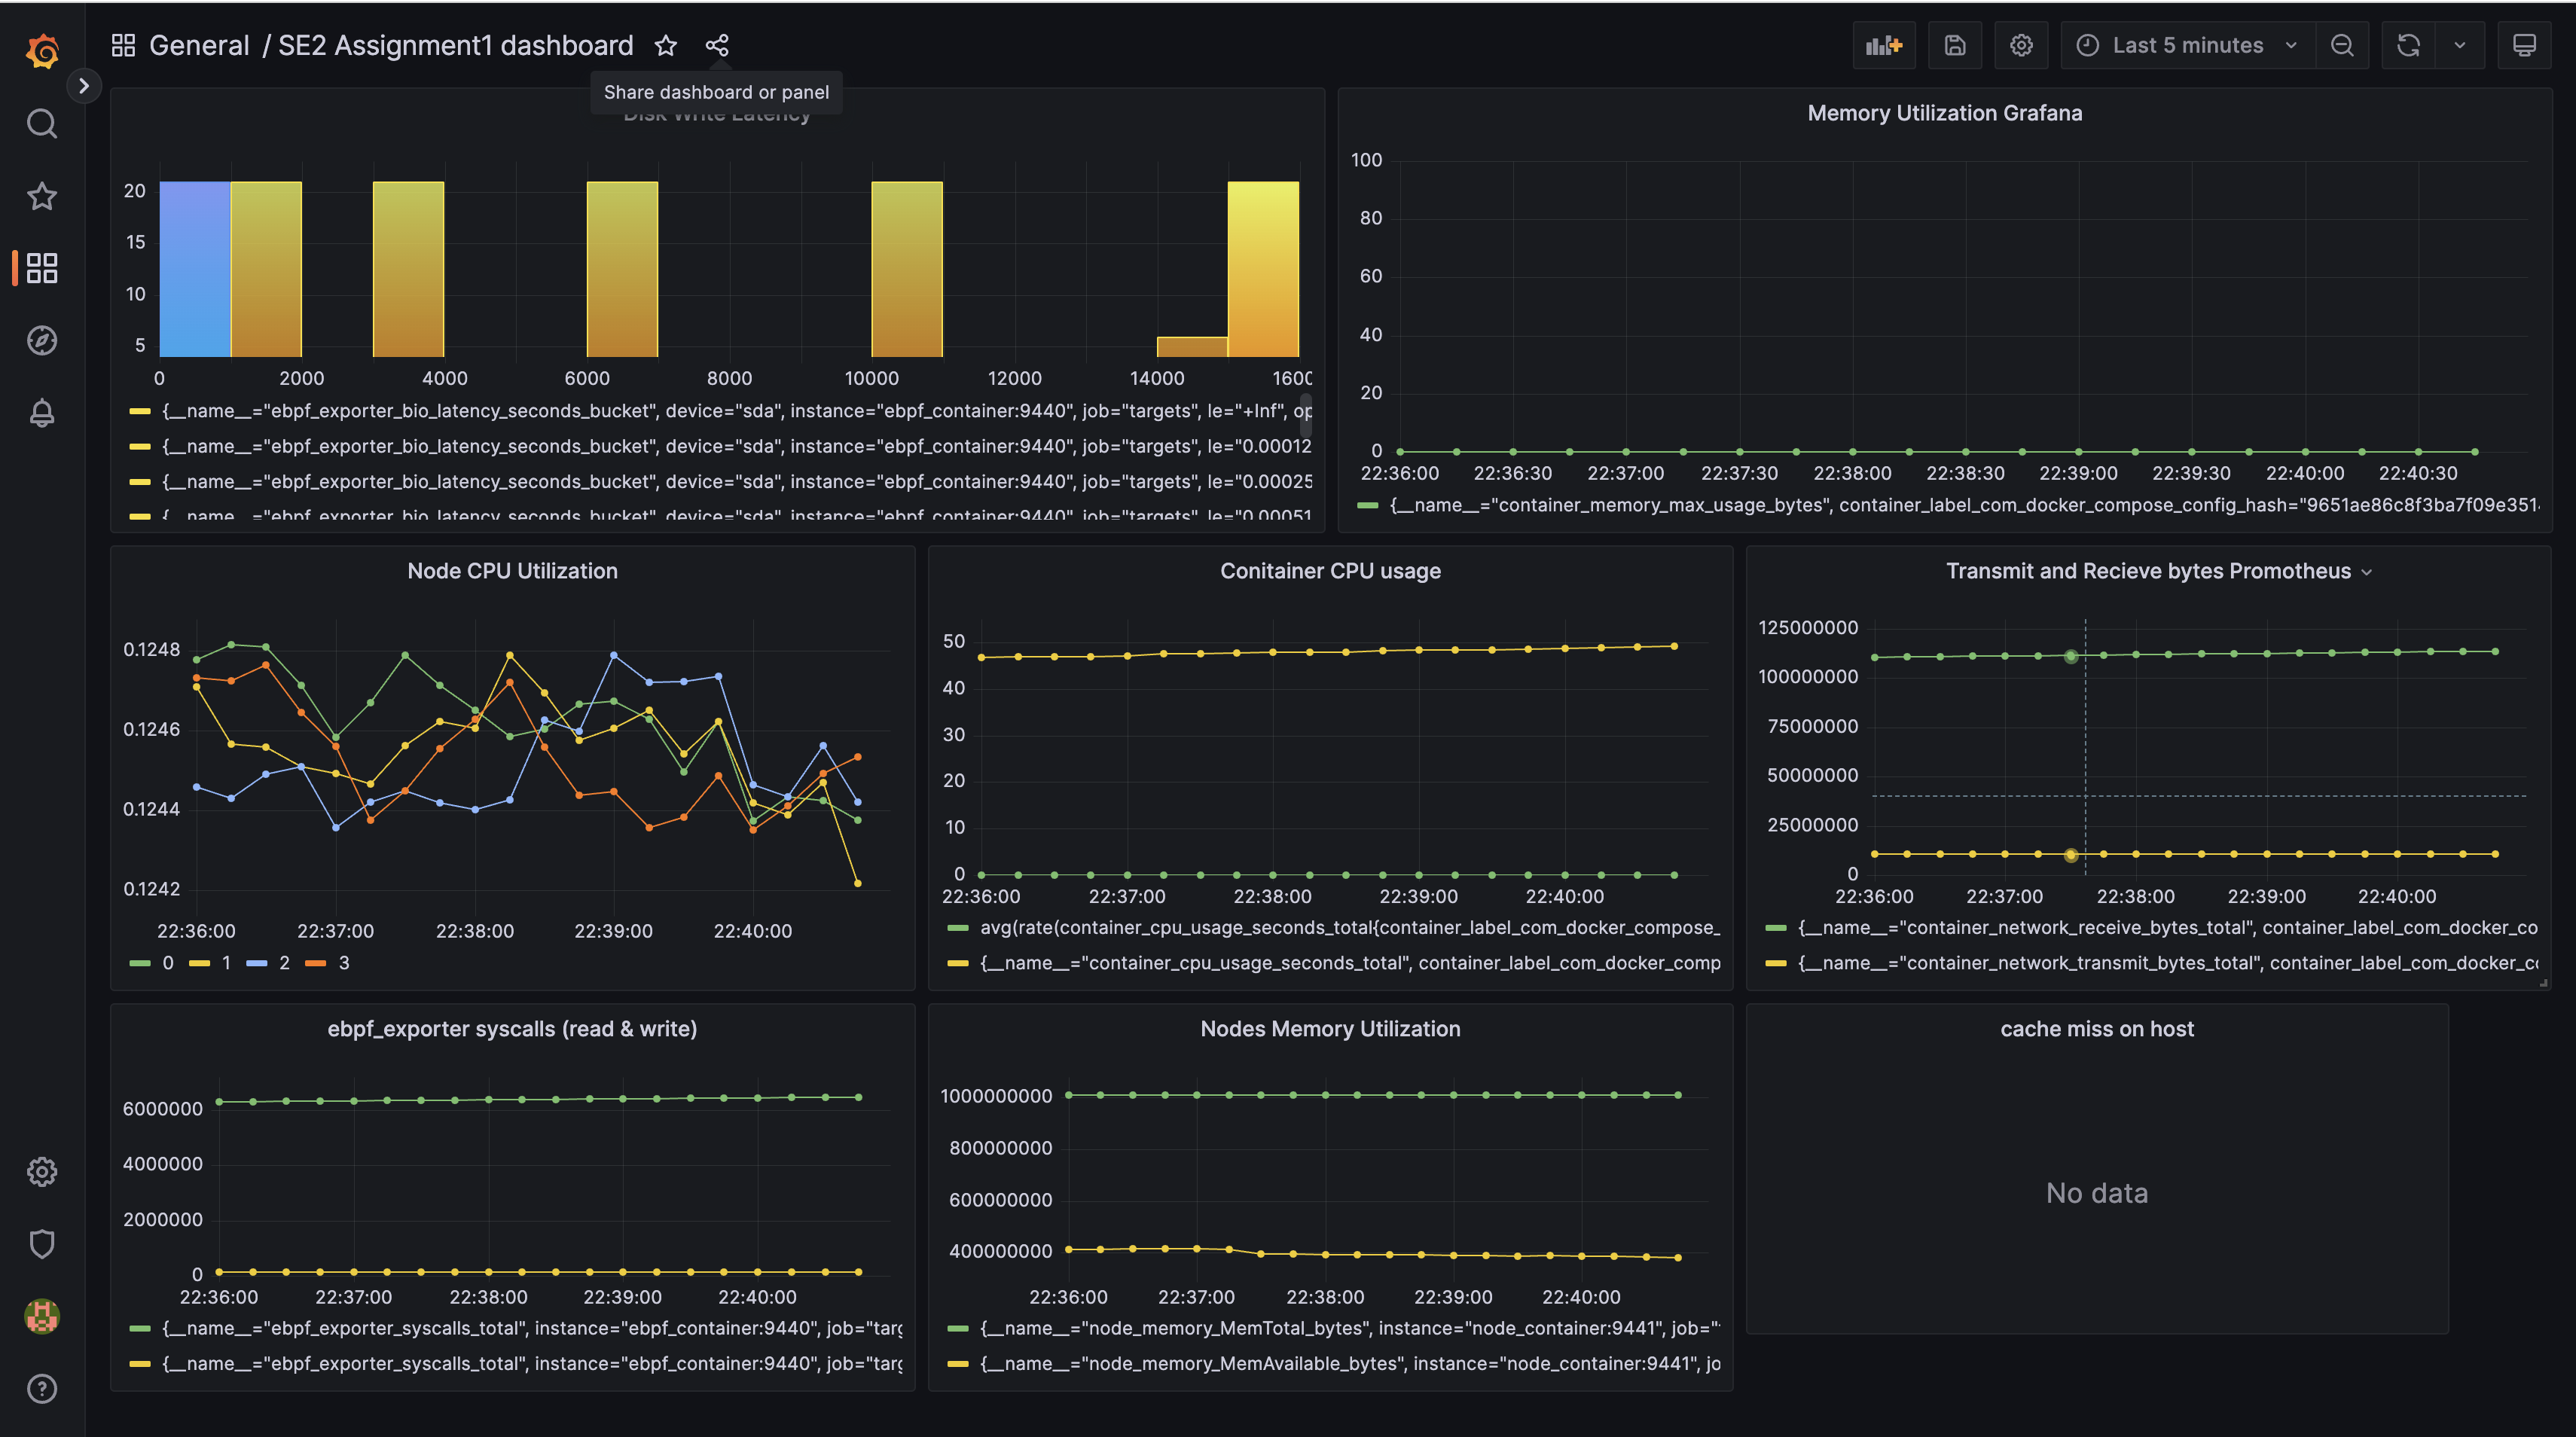 General / SE2 Assignment1 dashboard
Last 5 minutes
Share dashboard or panel
Disk Write Latency
20
15
10
5
0 2000 4000 6000 8000 10000 12000 14000 1600
{__name__="ebpf_exporter_bio_latency_seconds_bucket", device="sda", instance="ebpf_container:9440", job="targets", le="+Inf", op
{__name__="ebpf_exporter_bio_latency_seconds_bucket", device="sda", instance="ebpf_container:9440", job="targets", le="0.00012
{__name__="ebpf_exporter_bio_latency_seconds_bucket", device="sda", instance="ebpf_container:9440", job="targets", le="0.00025
{__name__="ebpf_exporter_bio_latency_seconds_bucket", device="sda", instance="ebpf_container:9440", job="targets", le="0.00051
Memory Utilization Grafana
100
80
60
40
20
0
22:36:00 22:36:30 22:37:00 22:37:30 22:38:00 22:38:30 22:39:00 22:39:30 22:40:00 22:40:30
{__name__="container_memory_max_usage_bytes", container_label_com_docker_compose_config_hash="9651ae86c8f3ba7f09e351
Node CPU Utilization
0.1248
0.1246
0.1244
0.1242
22:36:00 22:37:00 22:38:00 22:39:00 22:40:00
0 1 2 3
Conitainer CPU usage
50
40
30
20
10
0
22:36:00 22:37:00 22:38:00 22:39:00 22:40:00
avg(rate(container_cpu_usage_seconds_total{container_label_com_docker_compose_
{__name__="container_cpu_usage_seconds_total", container_label_com_docker_comp
Transmit and Recieve bytes Promotheus
125000000
100000000
75000000
50000000
25000000
0
22:36:00 22:37:00 22:38:00 22:39:00 22:40:00
{__name__="container_network_receive_bytes_total", container_label_com_docker_co
{__name__="container_network_transmit_bytes_total", container_label_com_docker_c
ebpf_exporter syscalls (read & write)
6000000
4000000
2000000
0
22:36:00 22:37:00 22:38:00 22:39:00 22:40:00
{__name__="ebpf_exporter_syscalls_total", instance="ebpf_container:9440", job="targ
{__name__="ebpf_exporter_syscalls_total", instance="ebpf_container:9440", job="targ
Nodes Memory Utilization
1000000000
800000000
600000000
400000000
22:36:00 22:37:00 22:38:00 22:39:00 22:40:00
{__name__="node_memory_MemTotal_bytes", instance="node_container:9441", job="
{__name__="node_memory_MemAvailable_bytes", instance="node_container:9441", jo
cache miss on host
No data